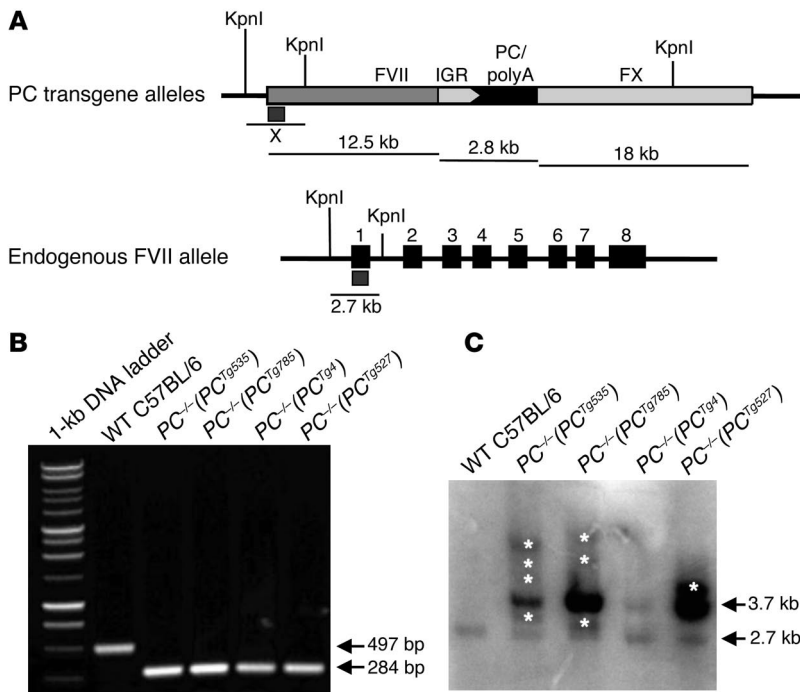 A
KpnI
KpnI
FVII
IGR
PC/
polyA
FX
KpnI
PC transgene alleles
X
12.5 kb
2.8 kb
18 kb
KpnI
KpnI
1 2 3 4 5 6 7 8
Endogenous FVII allele
2.7 kb
B
1-kb DNA ladder
WT C57BL/6
PC–/–(PCTg535)
PC–/–(PCTg785)
PC–/–(PCTg4)
PC–/–(PCTg527)
497 bp
284 bp
C
WT C57BL/6
PC–/–(PCTg535)
PC–/–(PCTg785)
PC–/–(PCTg4)
PC–/–(PCTg527)
* * * *
* * *
*
3.7 kb
2.7 kb